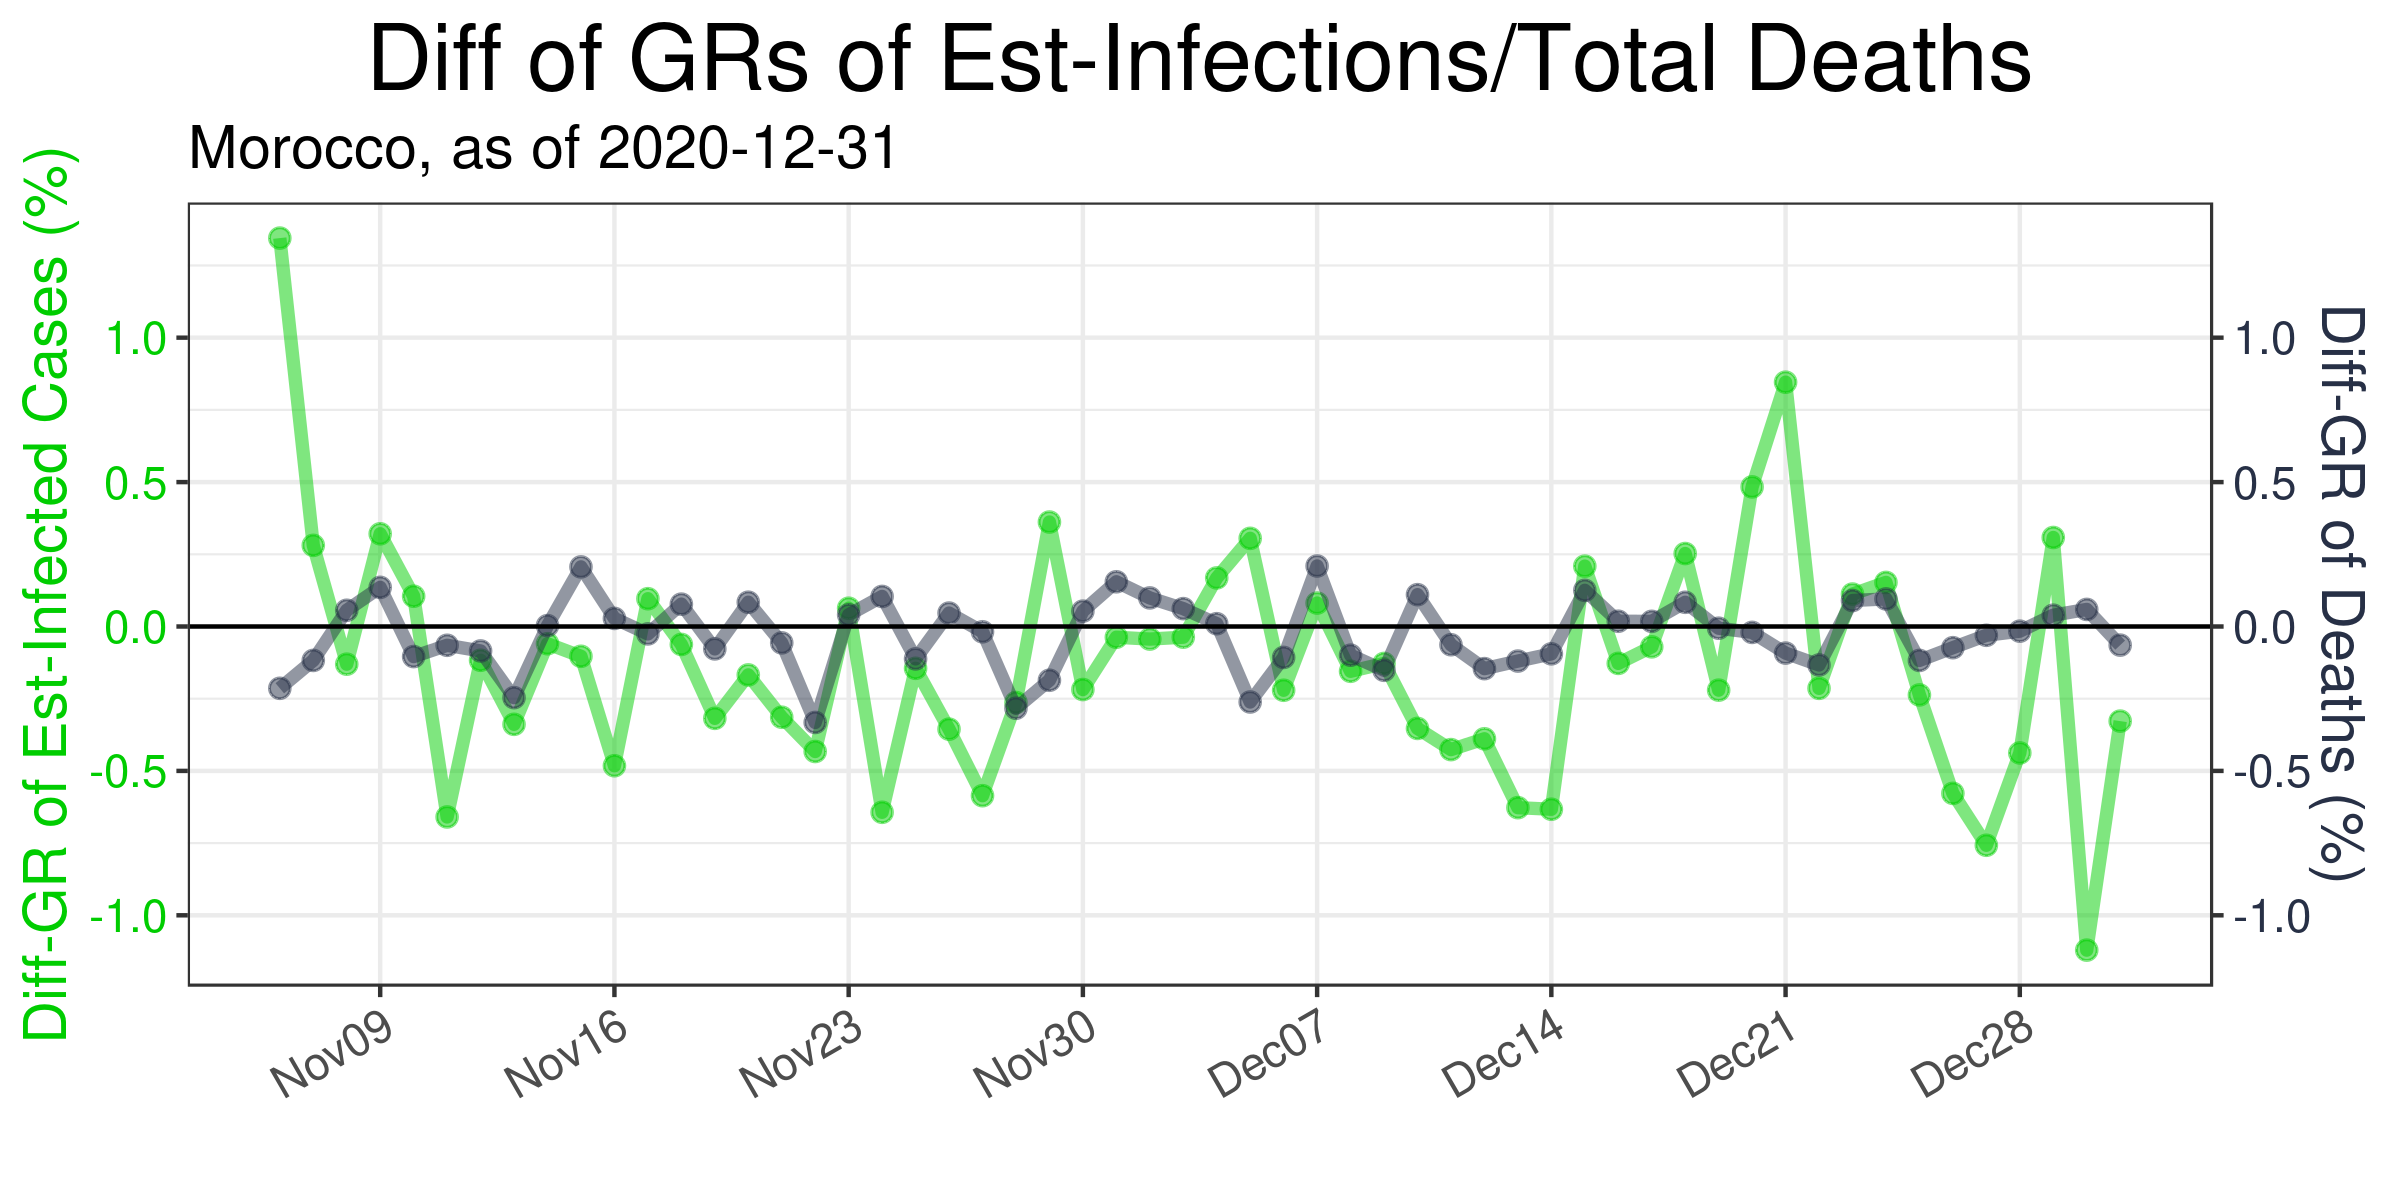 Diff of GRs of Est-Infections/Total Deaths
Morocco, as of 2020-12-31
Diff-GR of Est-Infected Cases (%)
1.0
0.5
0.0
-0.5
-1.0
1.0
0.5
0.0
-0.5
-1.0
Diff-GR of Deaths (%)
Nov09
Nov16
Nov23
Nov30
Dec07
Dec14
Dec21
Dec28